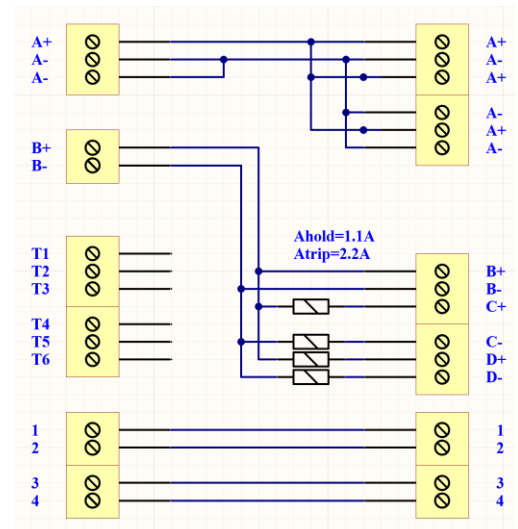 A+
A-
A-
A+
A-
A+
A-
A+
A-
B+
B-
Ahold=1.1A
Atrip=2.2A
T1
T2
T3
T4
T5
T6
B+
B-
C+
C-
D+
D-
1
2
3
4
1
2
3
4